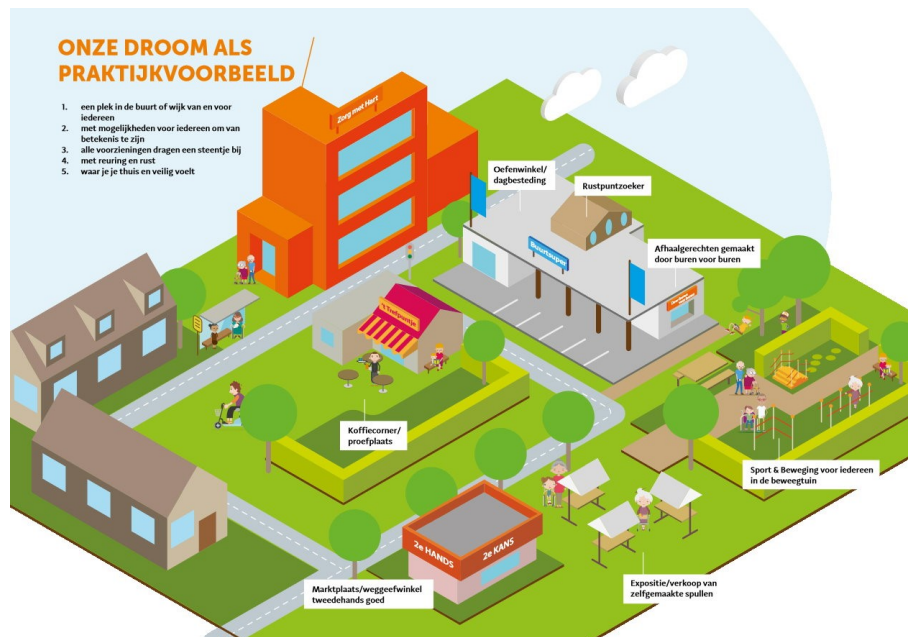 ONZE DROOM ALS
PRAKTIJKVOORBEELD
1. een plek in de buurt of wijk van en voor
iedereen
2. met mogelijkheden voor iedereen om van
betekenis te zijn
3. alle voorzieningen dragen een steentje bij
4. met reuring en rust
5. waar je je thuis en veilig voelt
Zorg met Hart
Oefenwinkel/
dagbesteding
Rustpuntzoeker
Buurtsuper
Afhaalgerechten gemaakt
door buren voor buren
't Trefpuntje
Koffiecorner/
proefplaats
Sport & Beweging voor iedereen
in de beweegtuin
2e HANDS
2e KANS
Marktplaats/weggeefwinkel
tweedehands goed
Expositie/verkoop van
zelfgemaakte spullen